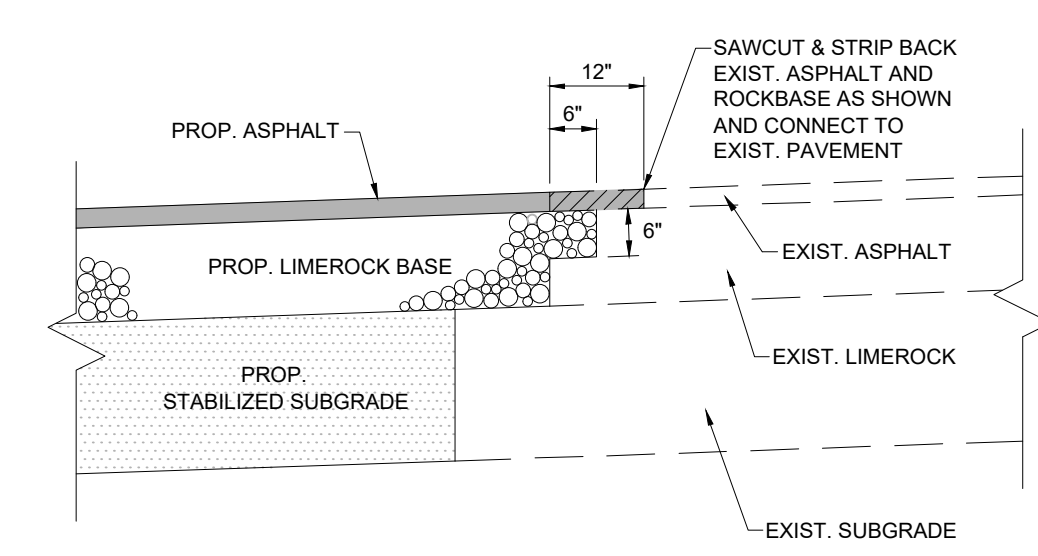 SAWCUT & STRIP BACK
EXIST. ASPHALT AND
ROCKBASE AS SHOWN
AND CONNECT TO
EXIST. PAVEMENT
12"
6"
PROP. ASPHALT
6"
EXIST. ASPHALT
PROP. LIMEROCK BASE
EXIST. LIMEROCK
PROP.
STABILIZED SUBGRADE
EXIST. SUBGRADE